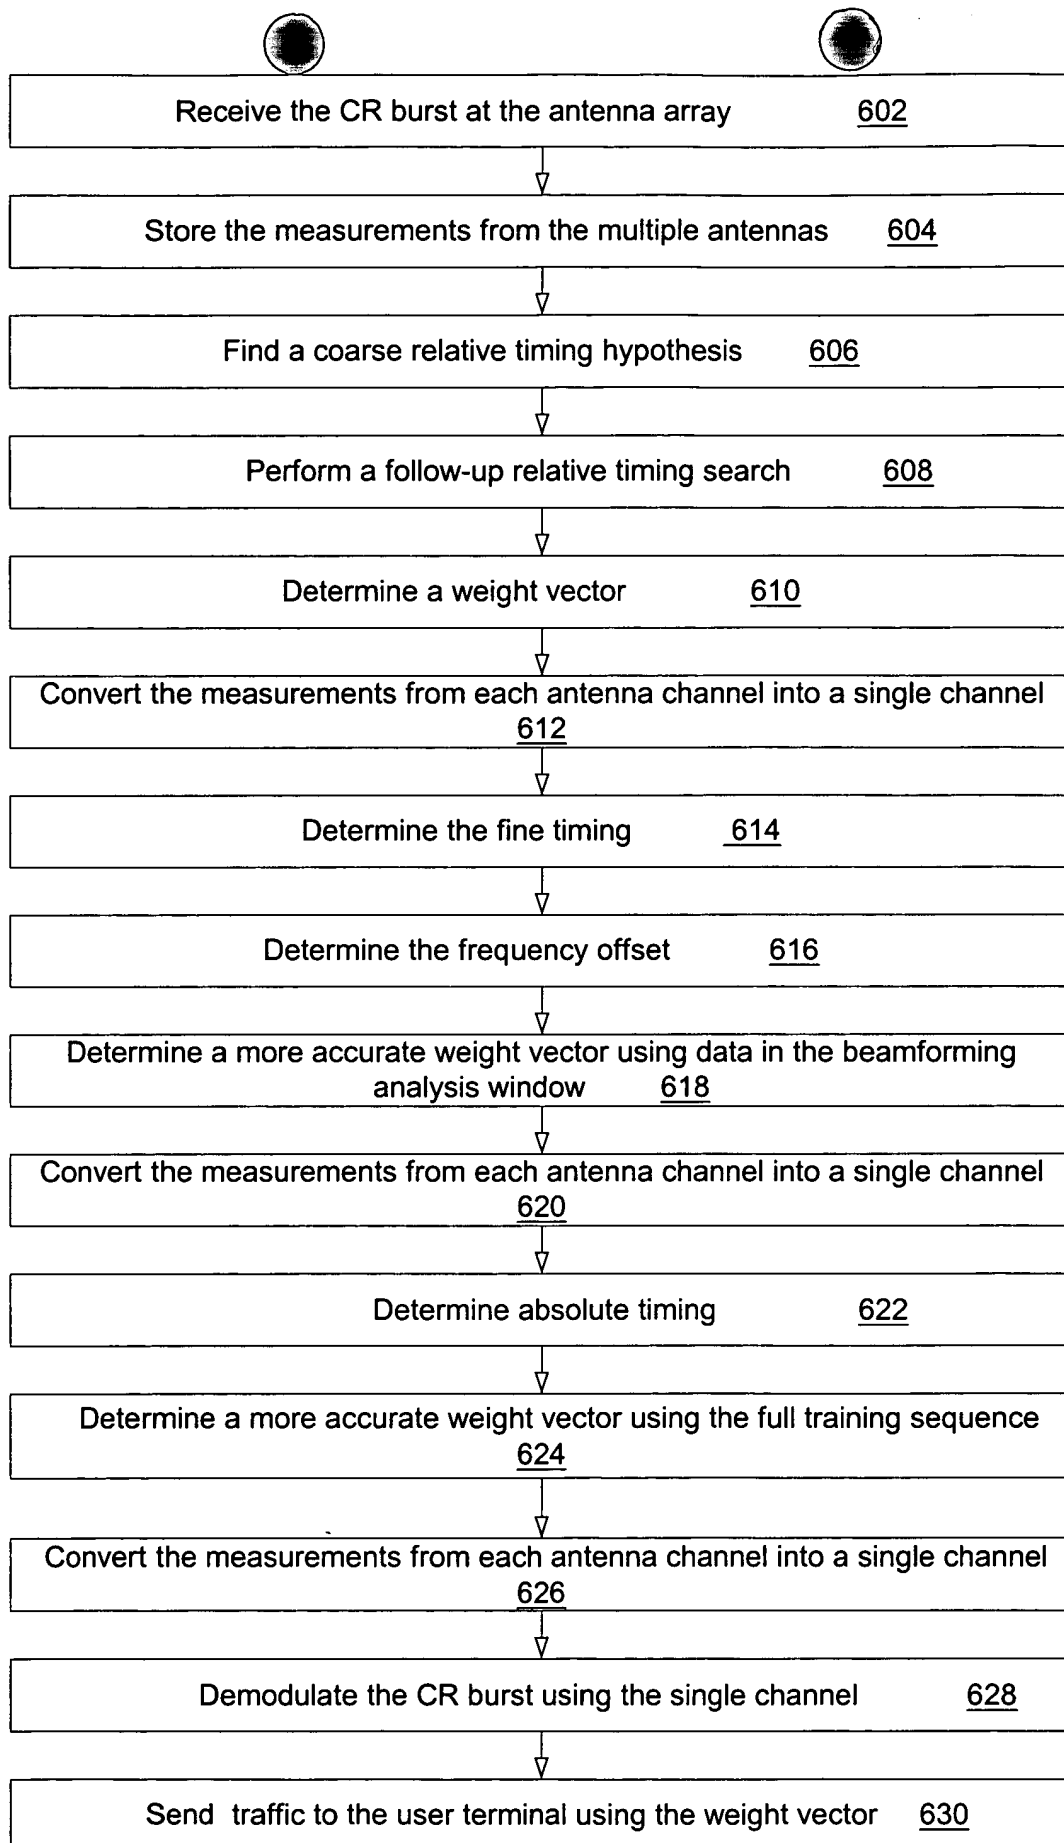 Receive the CR burst at the antenna array 602
Store the measurements from the multiple antennas 604
Find a coarse relative timing hypothesis 606
Perform a follow-up relative timing search 608
Determine a weight vector 610
Convert the measurements from each antenna channel into a single channel
612
Determine the fine timing 614
Determine the frequency offset 616
Determine a more accurate weight vector using data in the beamforming
analysis window 618
Convert the measurements from each antenna channel into a single channel
620
Determine absolute timing 622
Determine a more accurate weight vector using the full training sequence
624
Convert the measurements from each antenna channel into a single channel
626
Demodulate the CR burst using the single channel 628
Send traffic to the user terminal using the weight vector 630